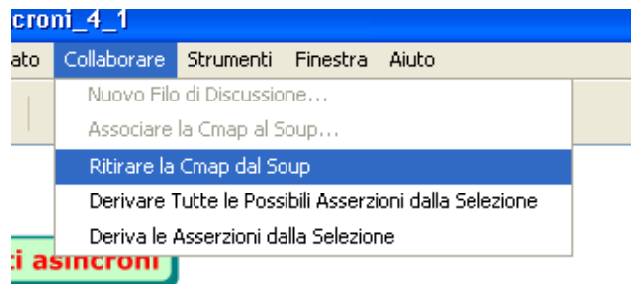 croni_4_1
ato Collaborare Strumenti Finestra Aiuto
Nuovo Filo di Discussione...
Associare la Cmap al Soup...
Ritirare la Cmap dal Soup
Derivare Tutte le Possibili Asserzioni dalla Selezione
Deriva le Asserzioni dalla Selezione
ti asincroni